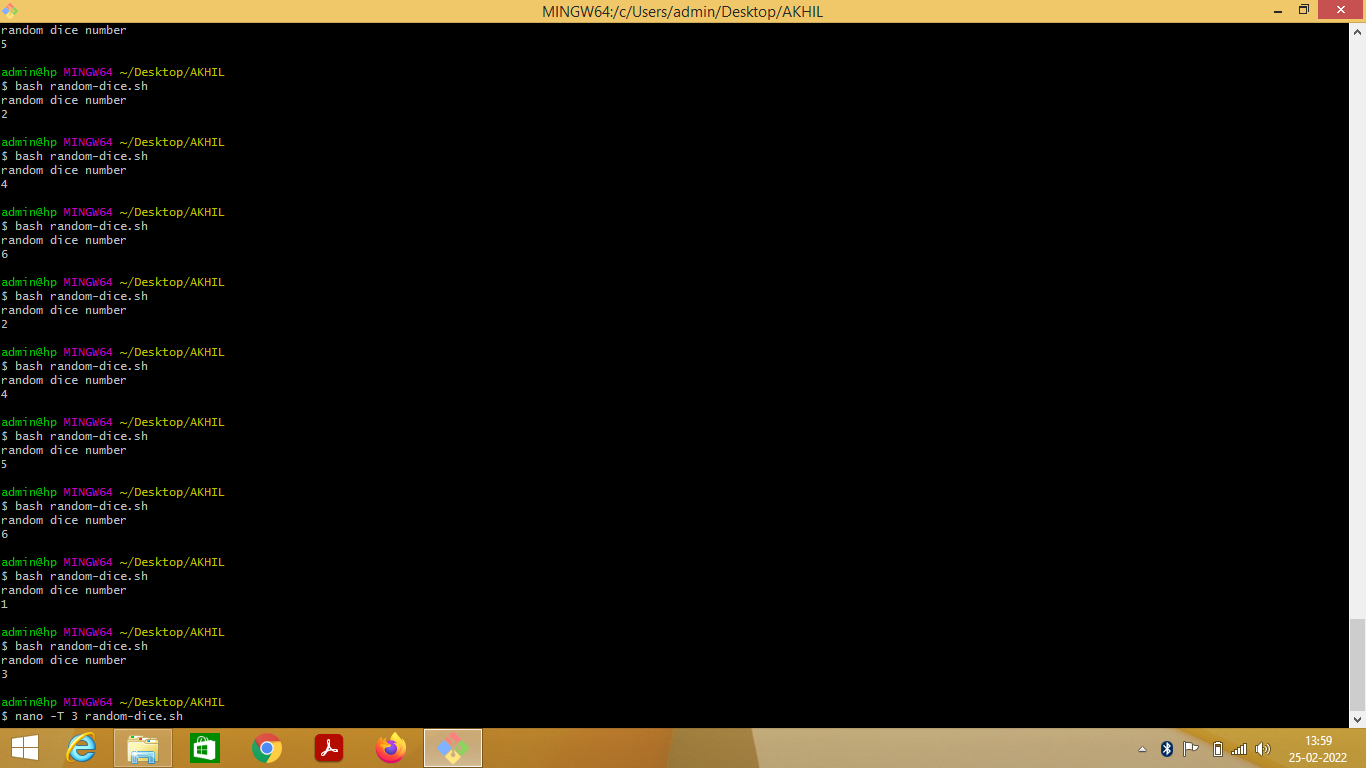 MINGW64:/c/Users/admin/Desktop/AKHIL
random dice number
5
admin@hp MINGW64 ~/Desktop/AKHIL
$ bash random-dice.sh
random dice number
2
admin@hp MINGW64 ~/Desktop/AKHIL
$ bash random-dice.sh
random dice number
4
admin@hp MINGW64 ~/Desktop/AKHIL
$ bash random-dice.sh
random dice number
6
admin@hp MINGW64 ~/Desktop/AKHIL
$ bash random-dice.sh
random dice number
2
admin@hp MINGW64 ~/Desktop/AKHIL
$ bash random-dice.sh
random dice number
4
admin@hp MINGW64 ~/Desktop/AKHIL
$ bash random-dice.sh
random dice number
5
admin@hp MINGW64 ~/Desktop/AKHIL
$ bash random-dice.sh
random dice number
6
admin@hp MINGW64 ~/Desktop/AKHIL
$ bash random-dice.sh
random dice number
1
admin@hp MINGW64 ~/Desktop/AKHIL
$ bash random-dice.sh
random dice number
3
admin@hp MINGW64 ~/Desktop/AKHIL
$ nano -T 3 random-dice.sh
13:59
25-02-2022